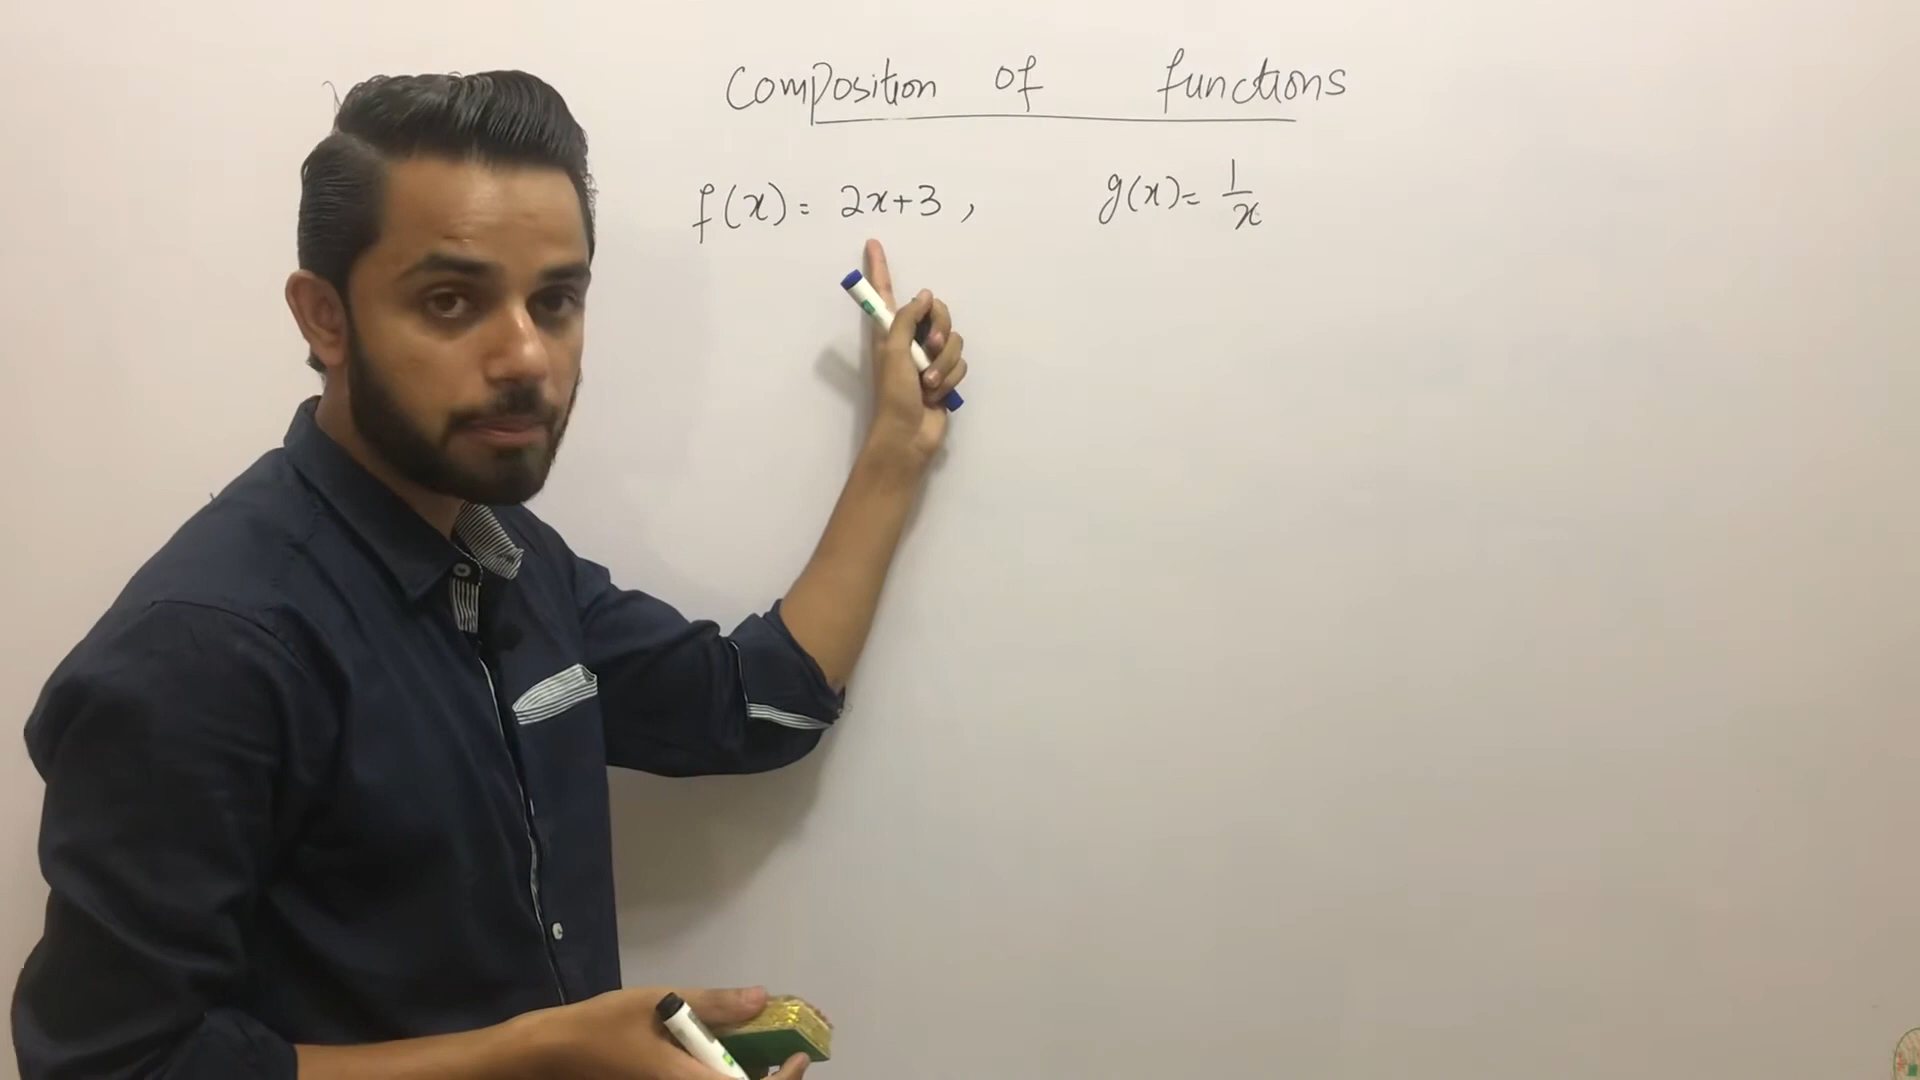 Composition of functions
f(x) = 2x+3 , g(x) = 1/x